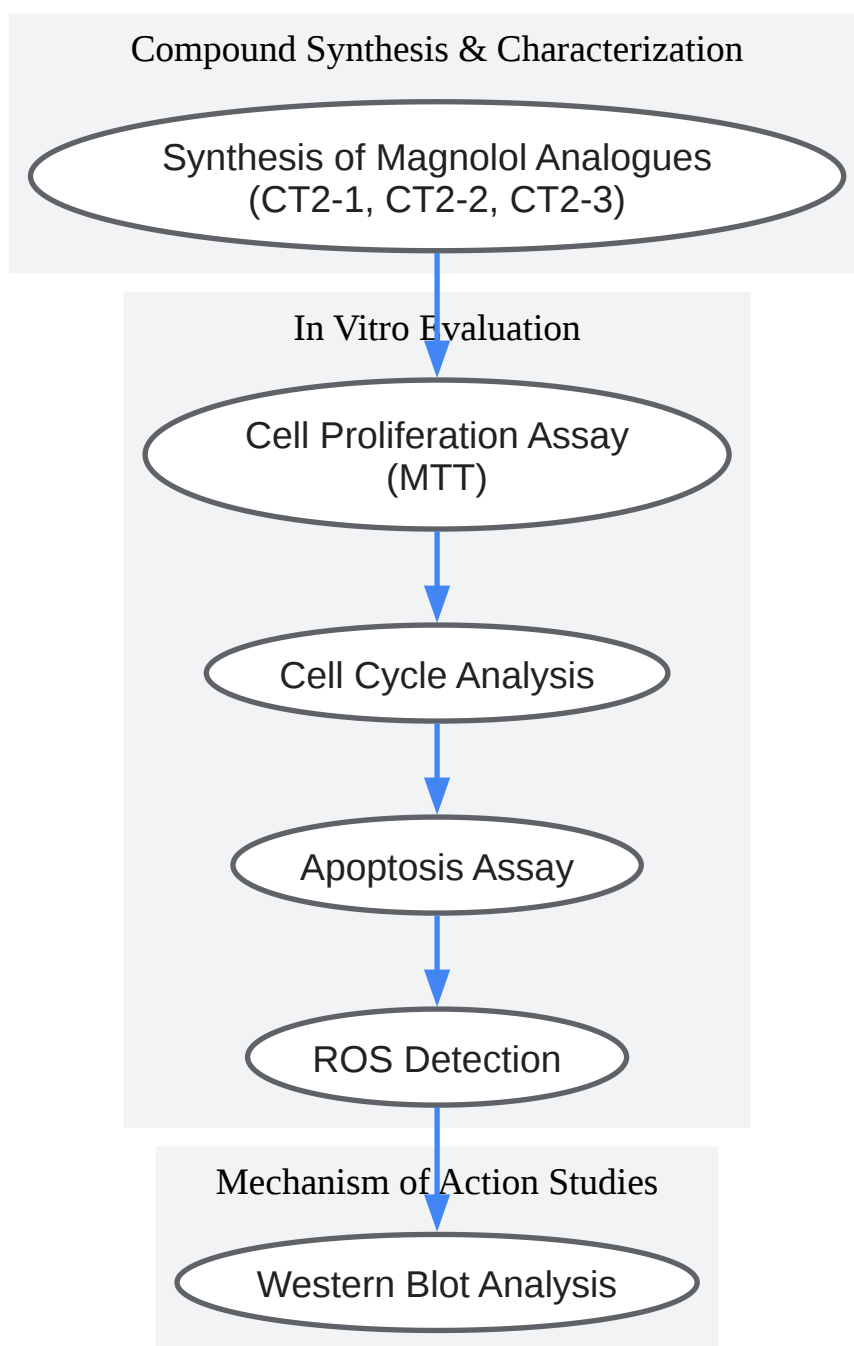 Compound Synthesis & Characterization
Synthesis of Magnolol Analogues
(CT2-1, CT2-2, CT2-3)
In Vitro Evaluation
Cell Proliferation Assay
(MTT)
Cell Cycle Analysis
Apoptosis Assay
ROS Detection
Mechanism of Action Studies
Western Blot Analysis